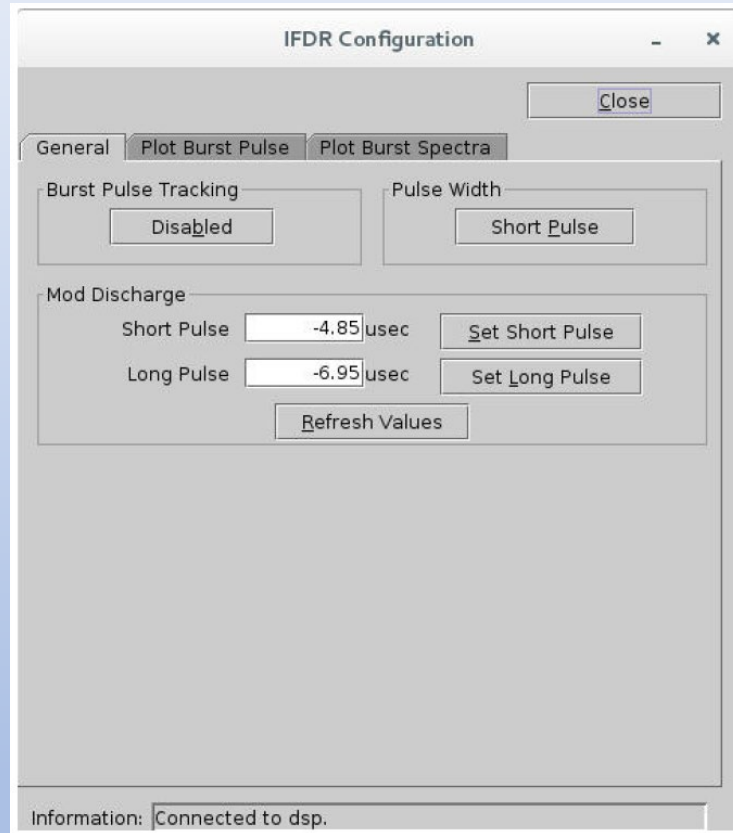 IFDR Configuration
Close
General Plot Burst Pulse Plot Burst Spectra
Burst Pulse Tracking Pulse Width
Disabled Short Pulse
Mod Discharge
Short Pulse -4.85 usec Set Short Pulse
Long Pulse -6.95 usec Set Long Pulse
Refresh Values
Information: Connected to dsp.